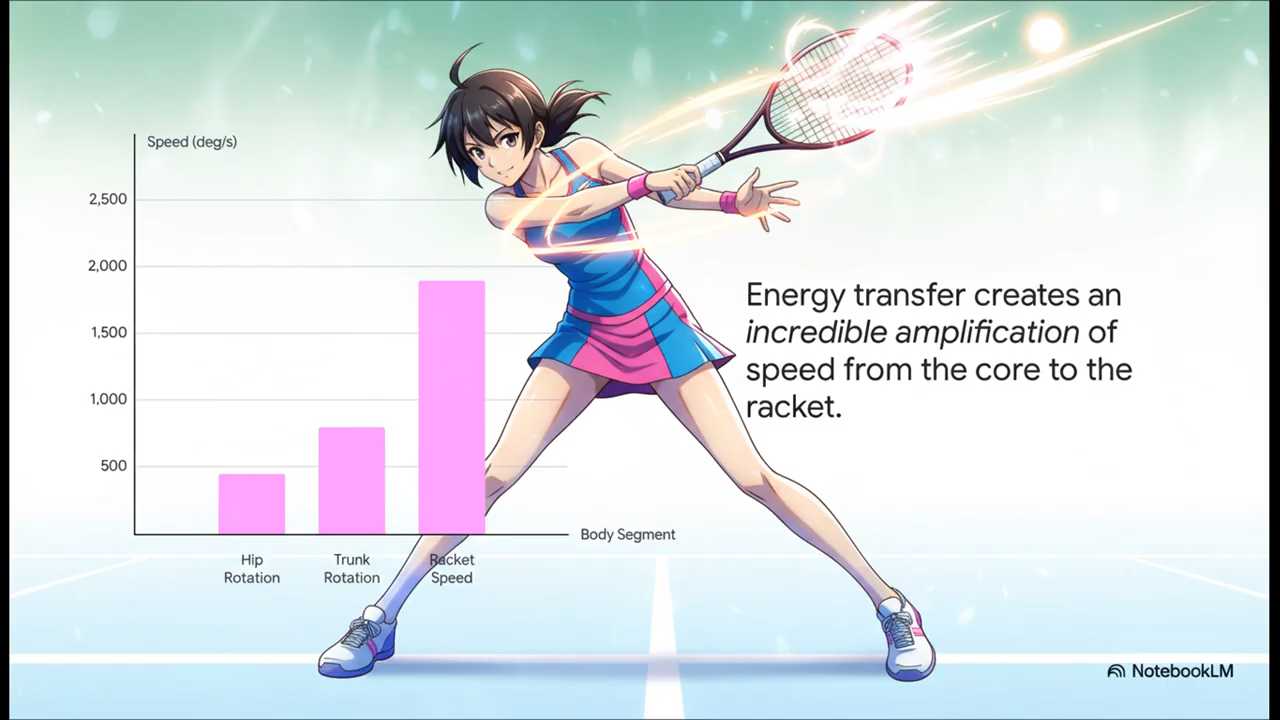 Speed (deg/s)
2,500
2,000
1,500
1,000
500
Hip
Rotation
Trunk
Rotation
Racket
Speed
Body Segment
Energy transfer creates an
incredible amplification of
speed from the core to the
racket.
NotebookLM